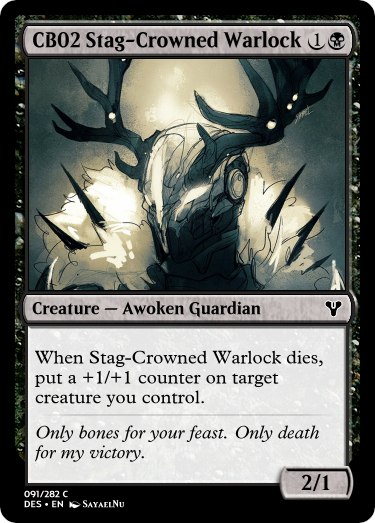 CB02 Stag-Crowned Warlock 1
Creature — Awoken Guardian
When Stag-Crowned Warlock dies,
put a +1/+1 counter on target
creature you control.
Only bones for your feast. Only death
for my victory.
2/1
091/282 C
DES • EN SayaelNu